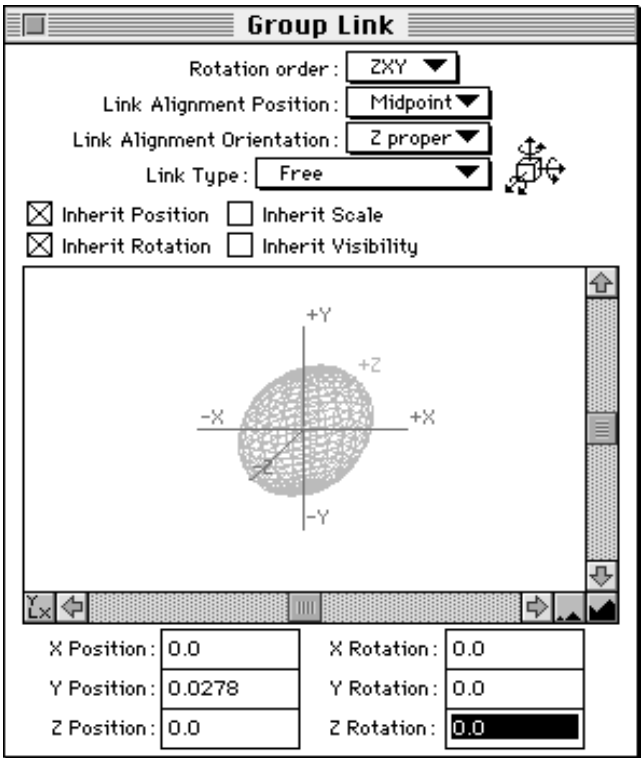 Group Link
Rotation order: ZXY
Link Alignment Position: Midpoint
Link Alignment Orientation: Z proper
Link Type: Free
Inherit Position Inherit Scale
Inherit Rotation Inherit Visibility
+Y
+Z
-X +X
-Z
-Y
Y
LX
X Position: 0.0 X Rotation: 0.0
Y Position: 0.0278 Y Rotation: 0.0
Z Position: 0.0 Z Rotation: 0.0